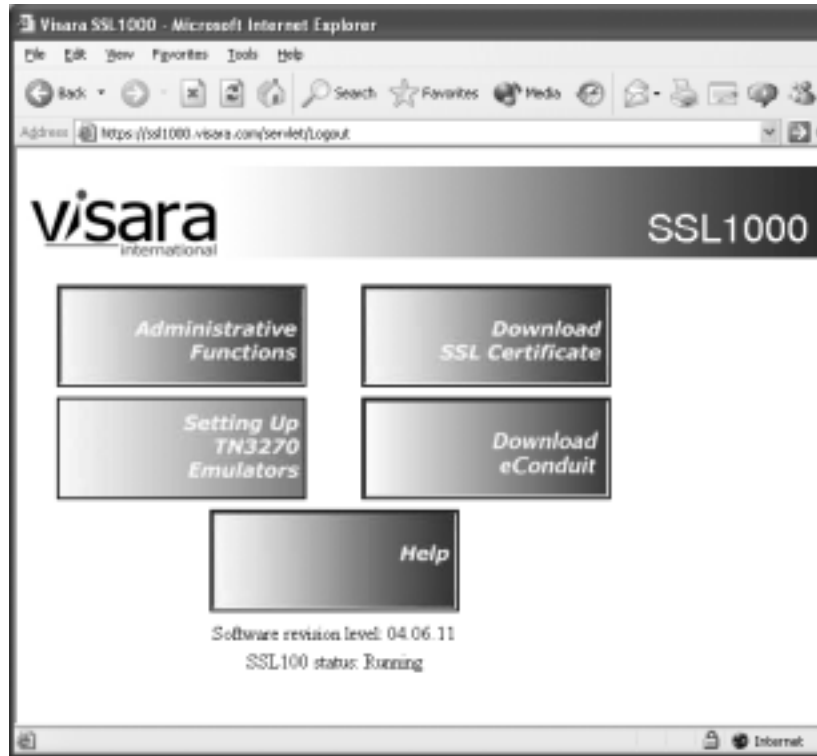 Visara SSL1000 - Microsoft Internet Explorer
File Edit View Favorites Tools Help
Back Search Favorites Media
Address https://ssl1000.visara.com/servlet/Logout
visara
international
SSL1000
Administrative
Functions
Download
SSL Certificate
Setting Up
TN3270
Emulators
Download
eConduit
Help
Software revision level: 04.06.11
SSL100 status: Running
Internet